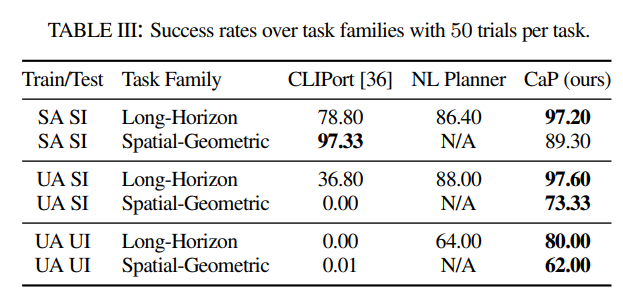 TABLE III: Success rates over task families with 50 trials per task.
Train/Test Task Family CLIPort [36] NL Planner CaP (ours)
SA SI Long-Horizon 78.80 86.40 97.20
SA SI Spatial-Geometric 97.33 N/A 89.30
UA SI Long-Horizon 36.80 88.00 97.60
UA SI Spatial-Geometric 0.00 N/A 73.33
UA UI Long-Horizon 0.00 64.00 80.00
UA UI Spatial-Geometric 0.01 N/A 62.00